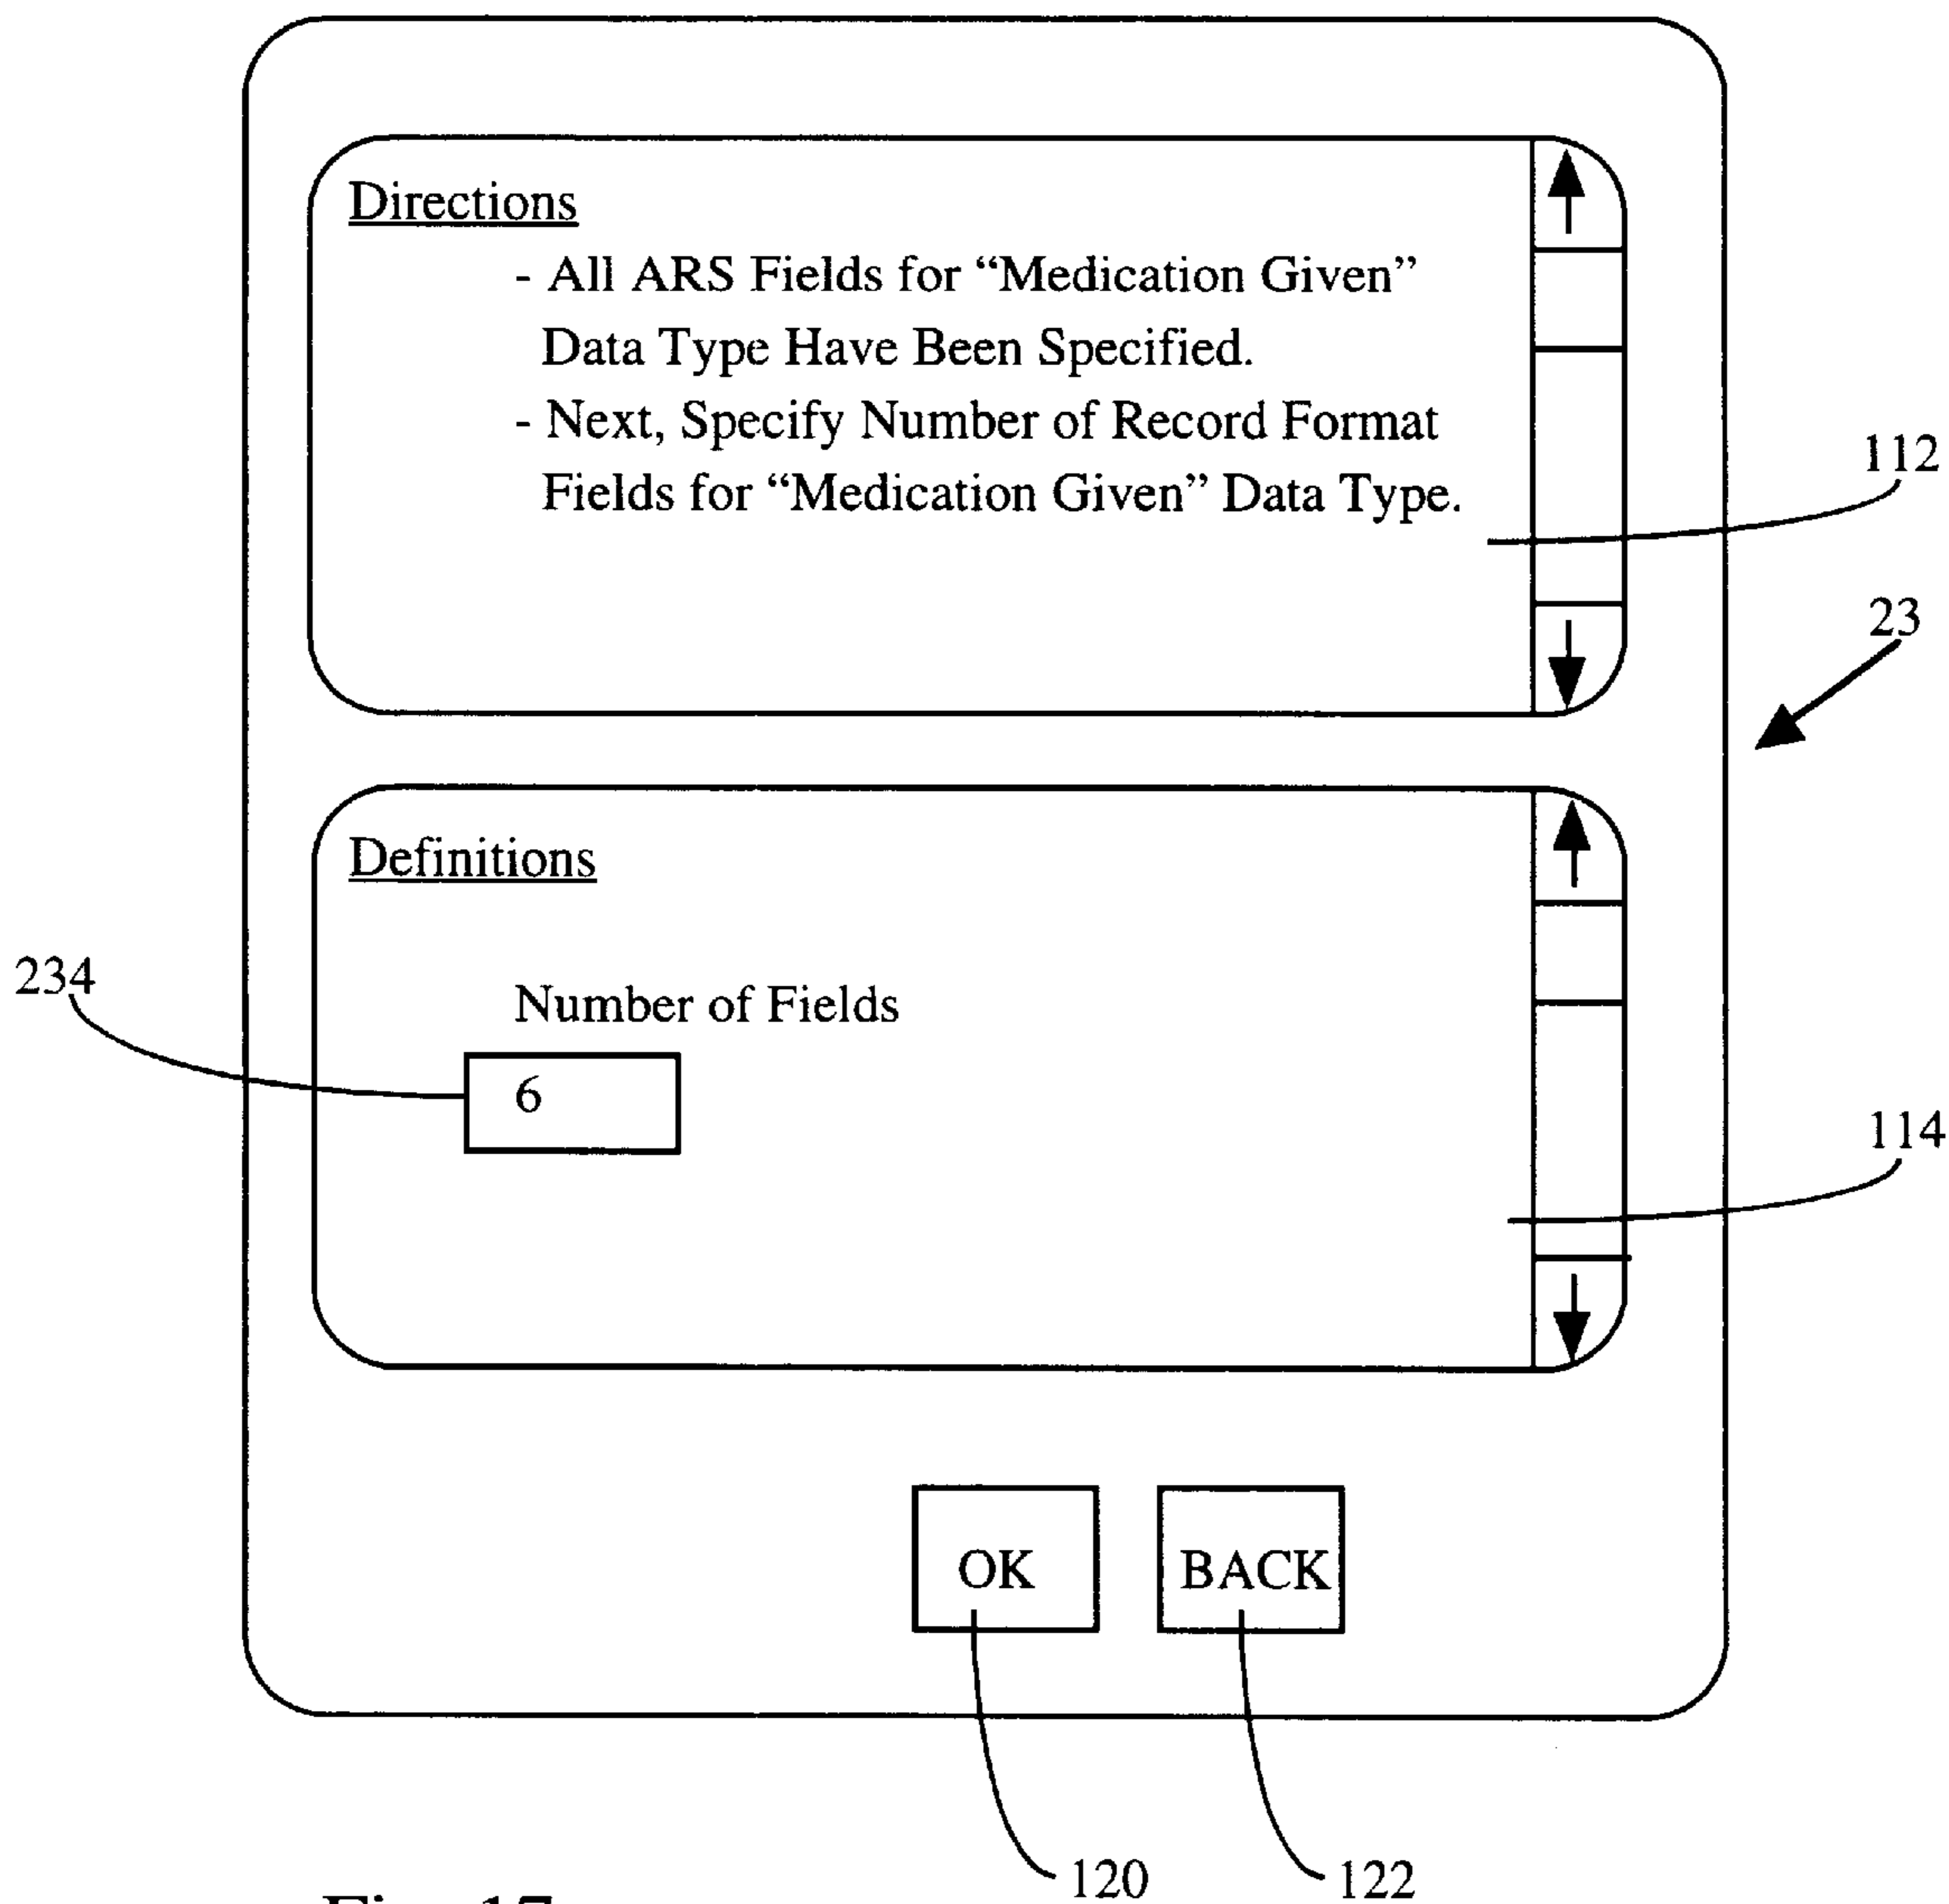 Directions
- All ARS Fields for “Medication Given”
Data Type Have Been Specified.
- Next, Specify Number of Record Format
Fields for “Medication Given” Data Type.
112
23
Definitions
234
Number of Fields
6
114
OK
BACK
120
122